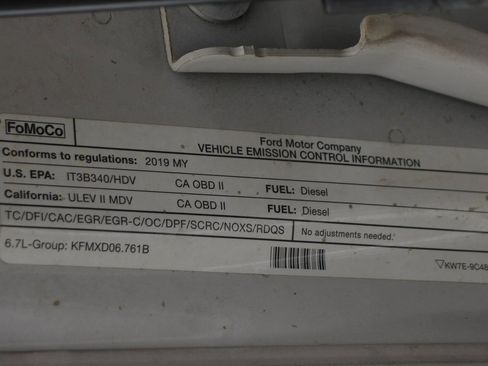 FoMoCo
Ford Motor Company
VEHICLE EMISSION CONTROL INFORMATION
Conforms to regulations: 2019 MY
U.S. EPA: IT3B340/HDV CA OBD II FUEL: Diesel
California: ULEV II MDV CA OBD II FUEL: Diesel
TC/DFI/CAC/EGR/EGR-C/OC/DPF/SCRC/NOXS/RDQS No adjustments needed.
6.7L-Group: KFMXD06.761B
KW7E-9C48